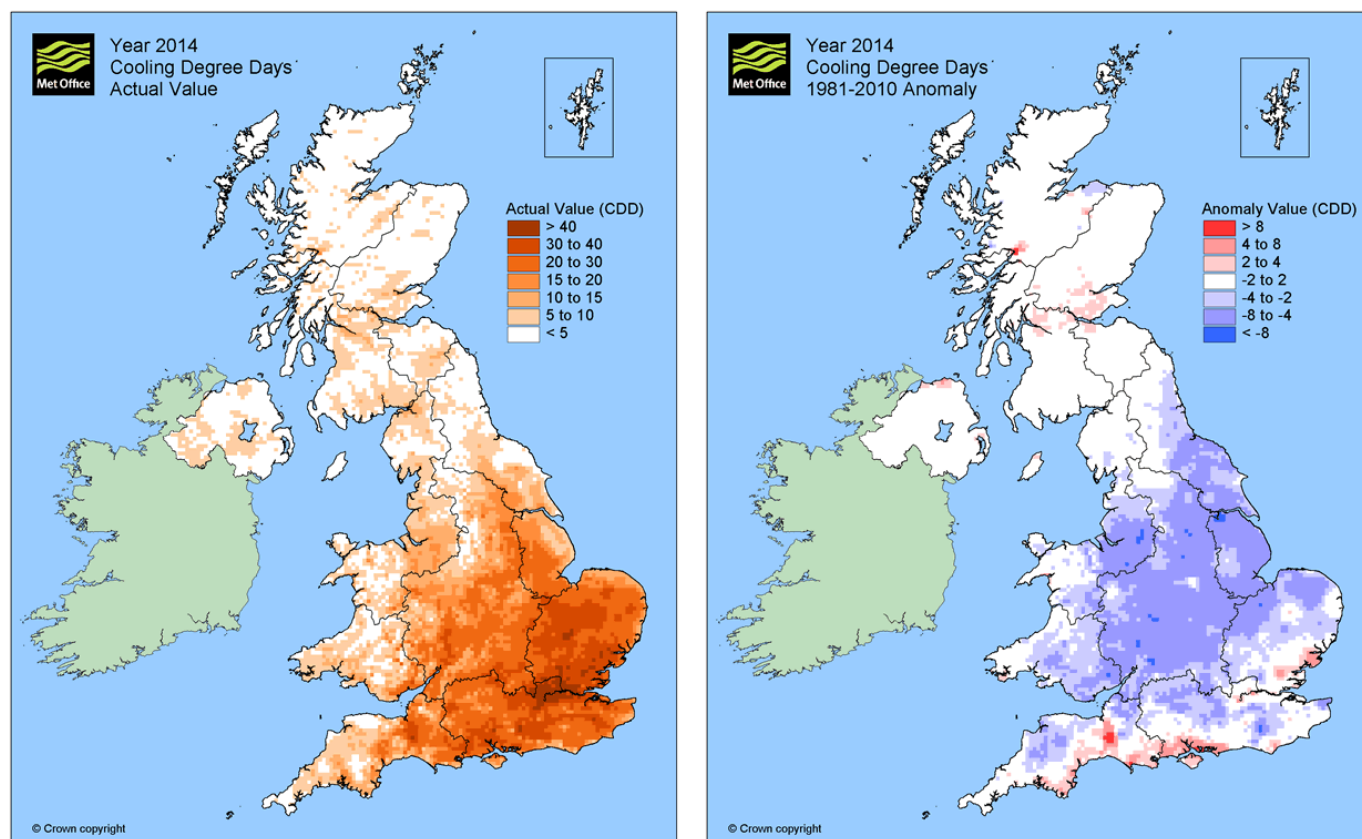 Met Office
Year 2014
Cooling Degree Days
Actual Value
Actual Value (CDD)
> 40
30 to 40
20 to 30
15 to 20
10 to 15
5 to 10
< 5
© Crown copyright
Met Office
Year 2014
Cooling Degree Days
1981-2010 Anomaly
Anomaly Value (CDD)
> 8
4 to 8
2 to 4
-2 to 2
-4 to -2
-8 to -4
< -8
© Crown copyright